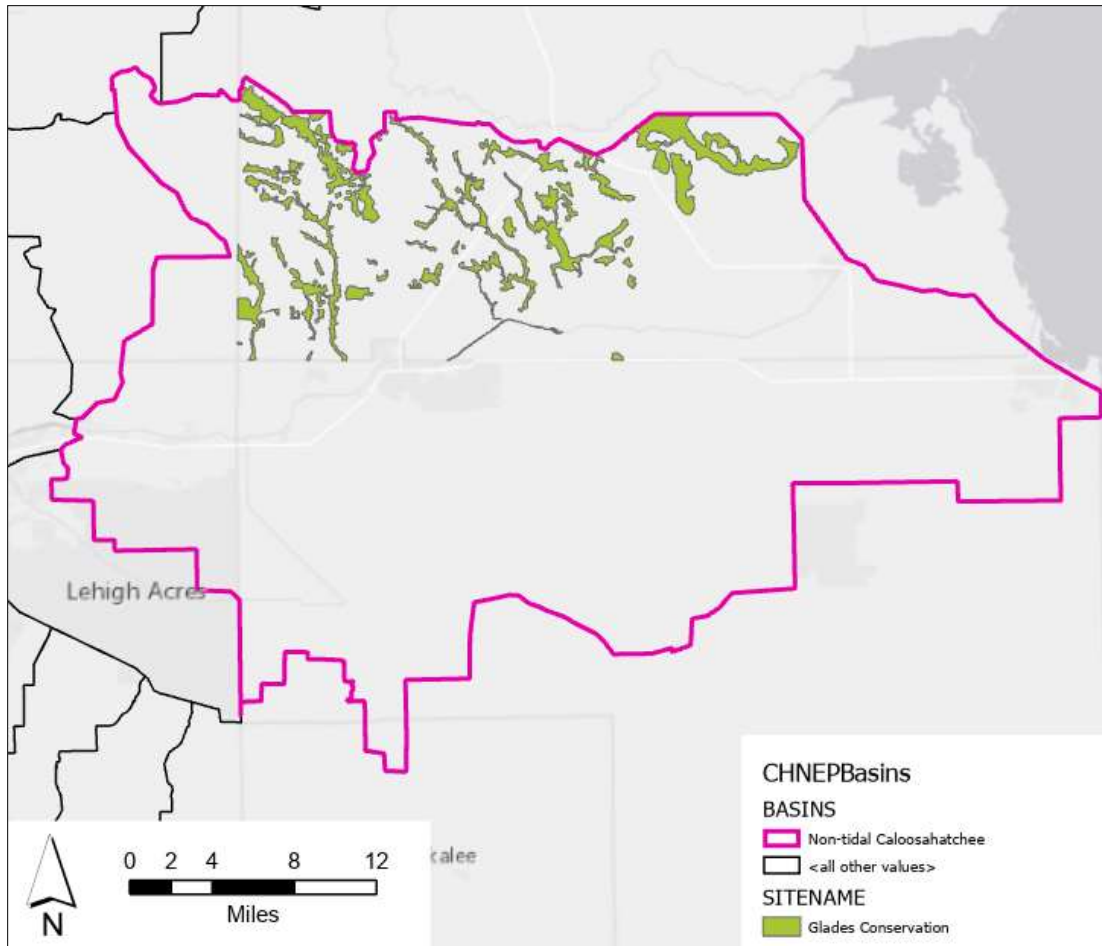 Lehigh Acres
kalee
N
0 2 4 8 12
Miles
CHNEPBasins
BASINS
Non-tidal Caloosahatchee
<all other values>
SITENAME
Glades Conservation